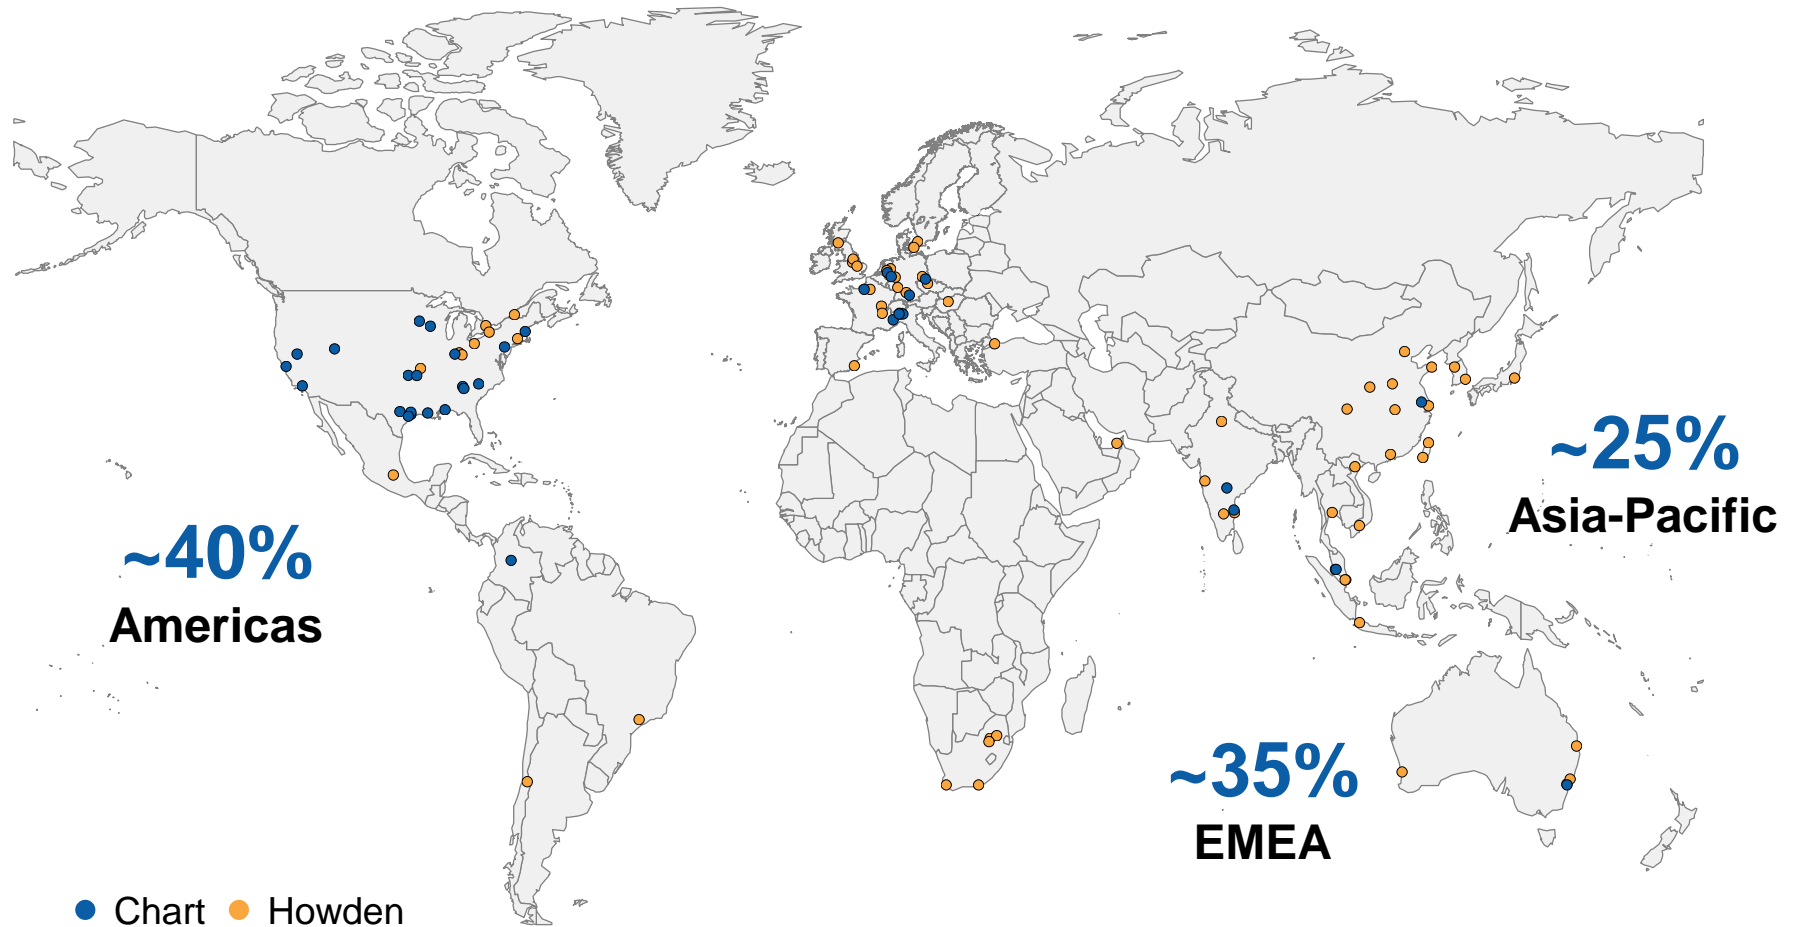 ~25%
Asia-Pacific
~40%
Americas
~35%
EMEA
Chart Howden